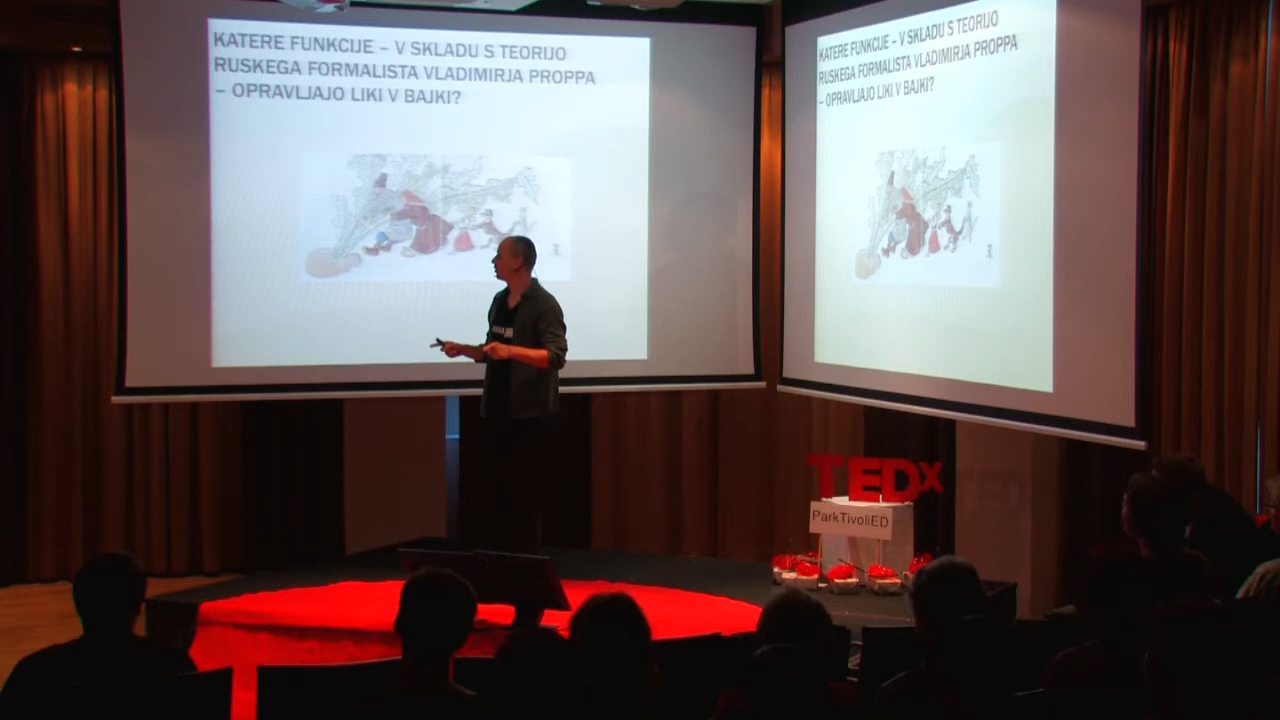 KATERE FUNKCIJE – V SKLADU S TEORIJO
RUSKEGA FORMALISTA VLADIMIRJA PROPPA
– OPRAVLJAJO LIKI V BAJKI?
KATERE FUNKCIJE – V SKLADU S TEORIJO
RUSKEGA FORMALISTA VLADIMIRJA PROPPA
– OPRAVLJAJO LIKI V BAJKI?
TEDx
ParkTivoliED